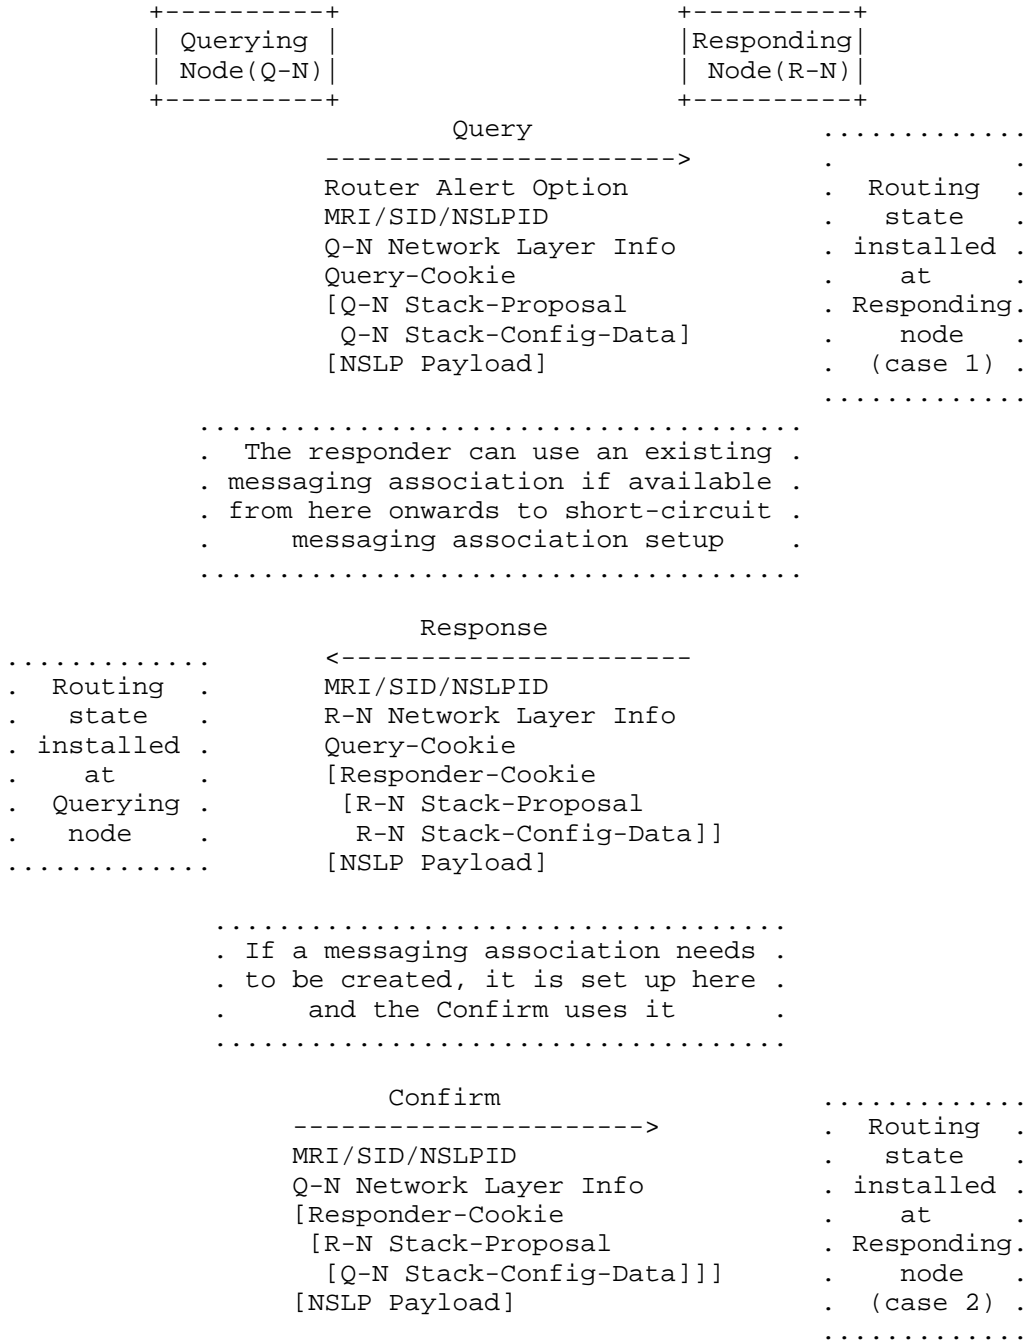 +----------+ +----------+
| Querying | |Responding|
| Node(Q-N)| | Node(R-N)|
+----------+ +----------+
Query .............
----------------------> . .
Router Alert Option . Routing .
MRI/SID/NSLPID . state .
Q-N Network Layer Info . installed .
Query-Cookie . at .
[Q-N Stack-Proposal . Responding.
Q-N Stack-Config-Data] . node .
[NSLP Payload] . (case 1) .
.............
.......................................
. The responder can use an existing .
. messaging association if available .
. from here onwards to short-circuit .
. messaging association setup .
.......................................
Response
............. <----------------------
. Routing . MRI/SID/NSLPID
. state . R-N Network Layer Info
. installed . Query-Cookie
. at . [Responder-Cookie
. Querying . [R-N Stack-Proposal
. node . R-N Stack-Config-Data]]
............. [NSLP Payload]
.....................................
. If a messaging association needs .
. to be created, it is set up here .
. and the Confirm uses it .
.....................................
Confirm .............
----------------------> . Routing .
MRI/SID/NSLPID . state .
Q-N Network Layer Info . installed .
[Responder-Cookie . at .
[R-N Stack-Proposal . Responding.
[Q-N Stack-Config-Data]]] . node .
[NSLP Payload] . (case 2) .
.............